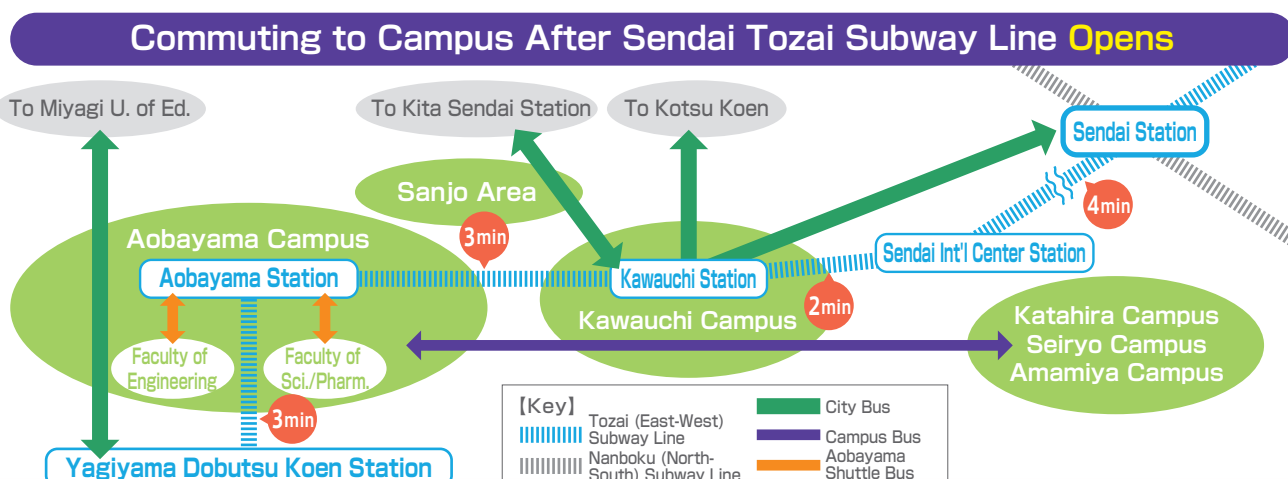 Commuting to Campus After Sendai Tozai Subway Line Opens
To Miyagi U. of Ed.
To Kita Sendai Station
To Kotsu Koen
Sendai Station
Sanjo Area
4min
3min
Aobayama Campus
Aobayama Station
Kawauchi Station
Sendai Int'l Center Station
2min
Kawauchi Campus
Katahira Campus
Seiryo Campus
Amamiya Campus
Faculty of
Engineering
Faculty of
Sci./Pharm.
3min
Yagiyama Dobutsu Koen Station
【Key】
Tozai (East-West)
Subway Line
Nanboku (North-
South) Subway Line
City Bus
Campus Bus
Aobayama
Shuttle Bus